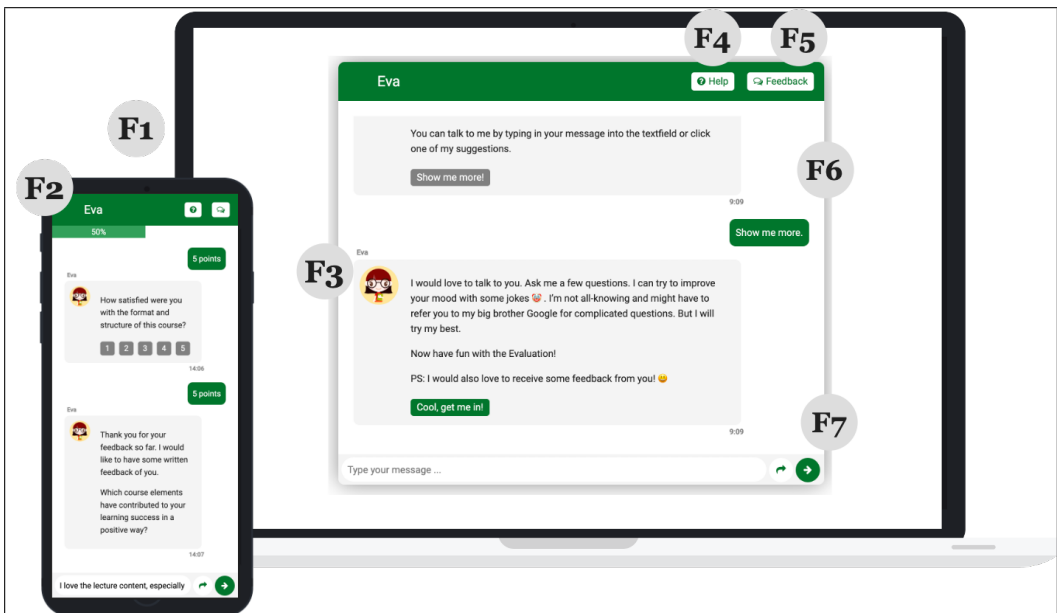 F1
F2
Eva
50%
5 points
Eva
How satisfied were you
with the format and
structure of this course?
1 2 3 4 5
14:06
5 points
Eva
Thank you for your
feedback so far. I would
like to have some written
feedback of you.
Which course elements
have contributed to your
learning success in a
positive way?
14:07
I love the lecture content, especially
F4
F5
Eva
Help
Feedback
You can talk to me by typing in your message into the textfield or click
one of my suggestions.
Show me more!
9:09
F6
Show me more.
F3
Eva
I would love to talk to you. Ask me a few questions. I can try to improve
your mood with some jokes 🤡 . I'm not all-knowing and might have to
refer you to my big brother Google for complicated questions. But I will
try my best.
Now have fun with the Evaluation!
PS: I would also love to receive some feedback from you! 😀
Cool, get me in!
9:09
F7
Type your message ...